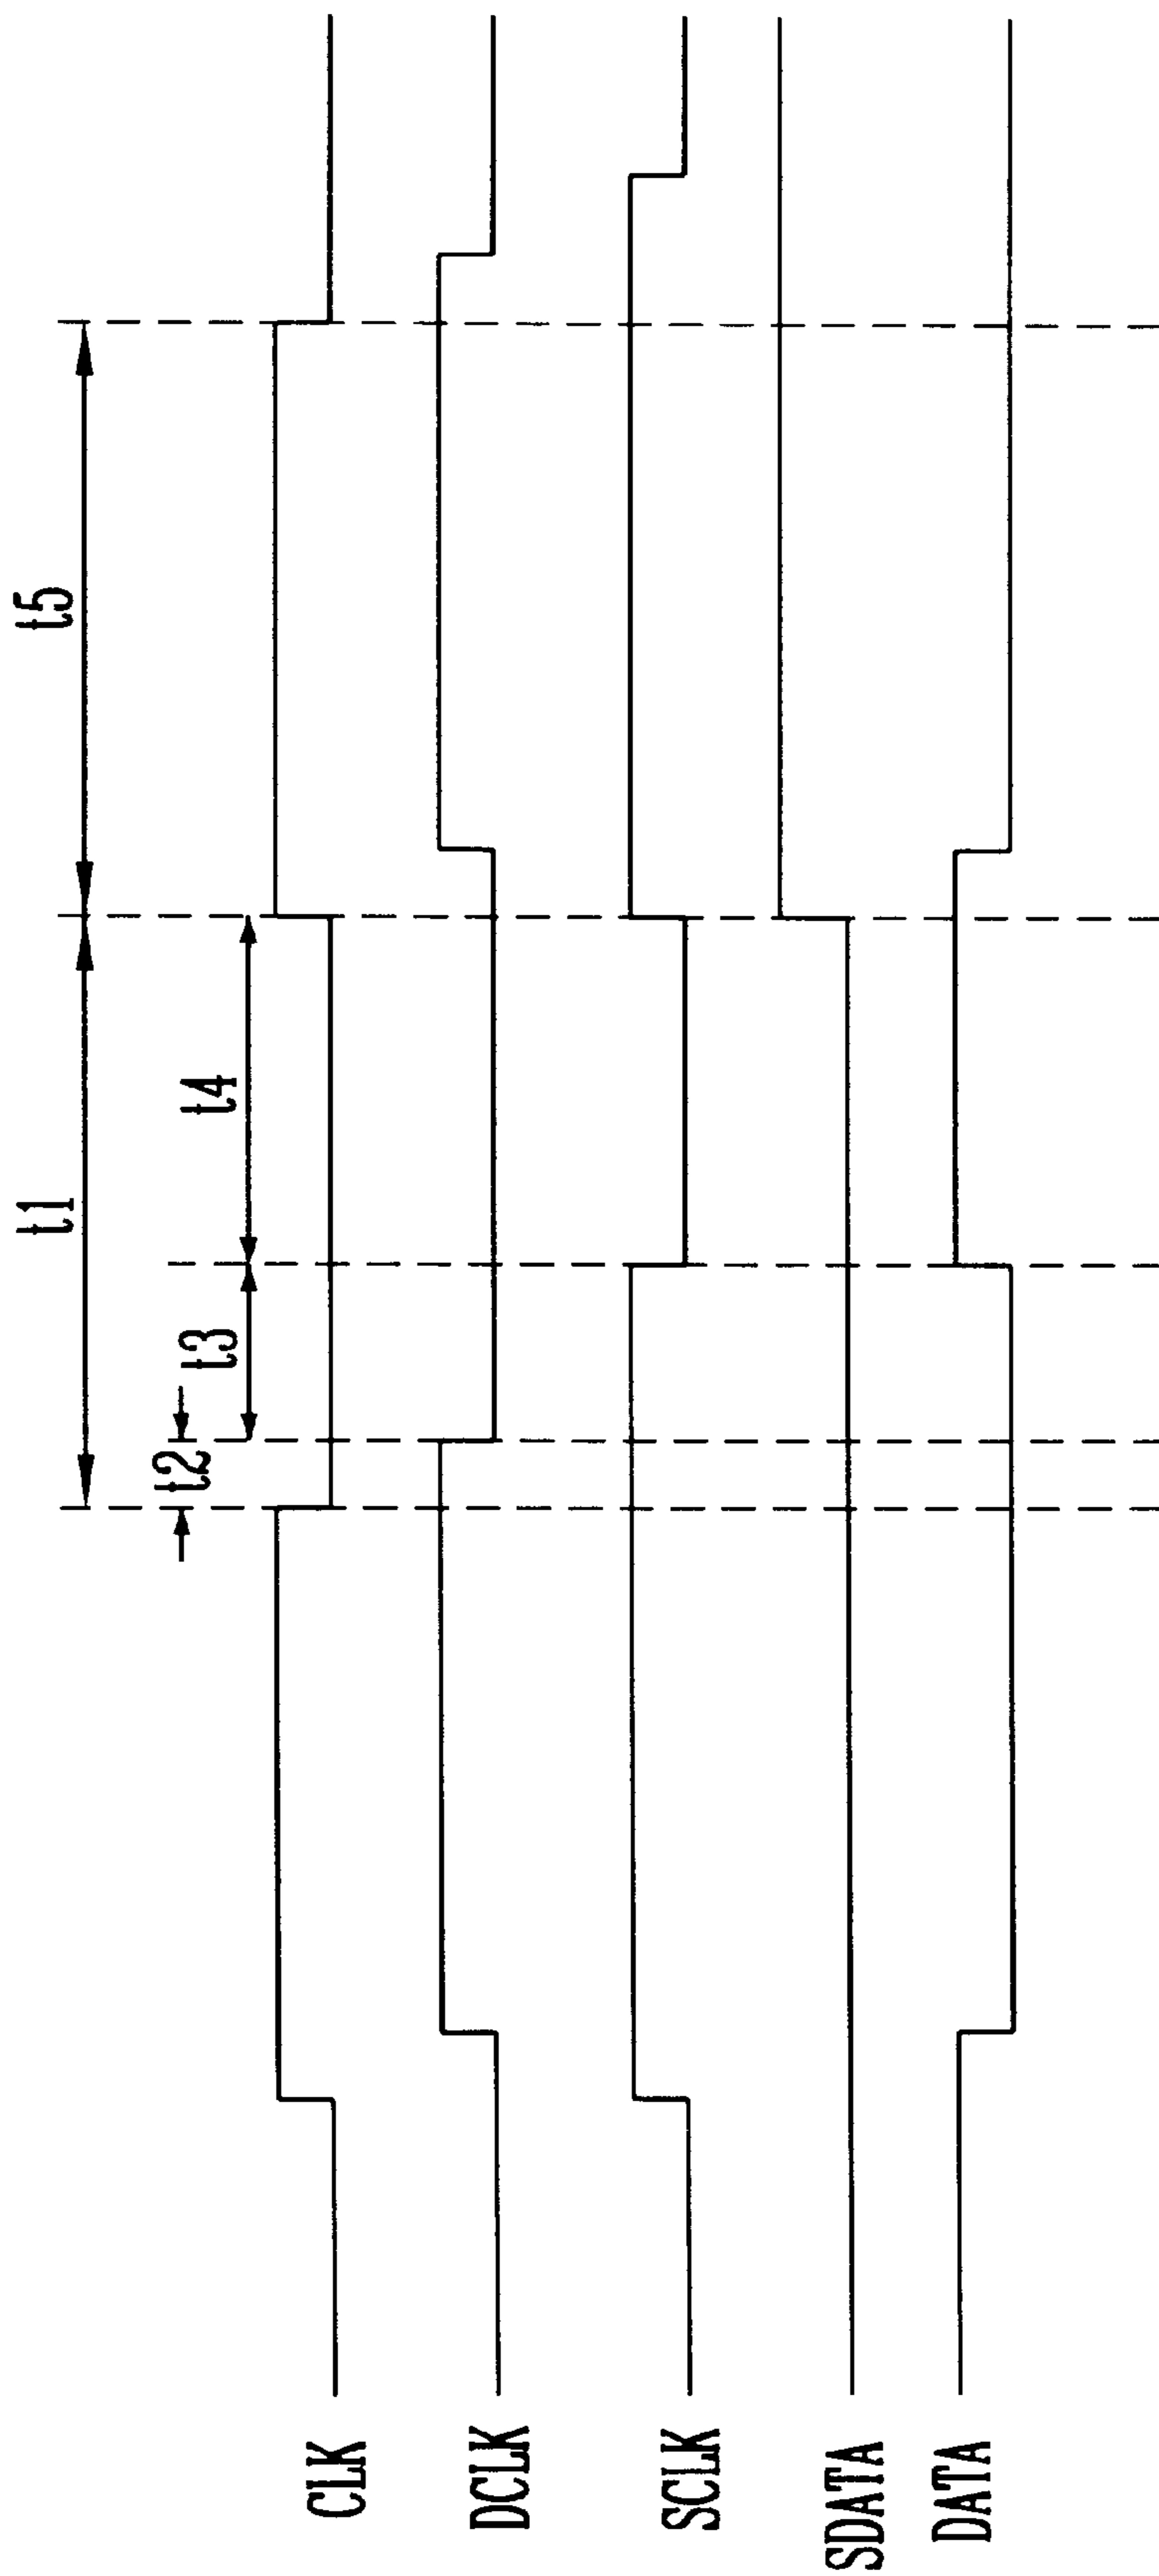 t1
t5
t2
t3
t4
CLK
DCLK
SCLK
SDATA
DATA